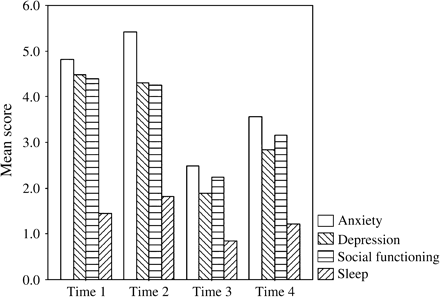 Mean score
6.0
5.0
4.0
3.0
2.0
1.0
0.0
Time 1 Time 2 Time 3 Time 4
Anxiety
Depression
Social functioning
Sleep